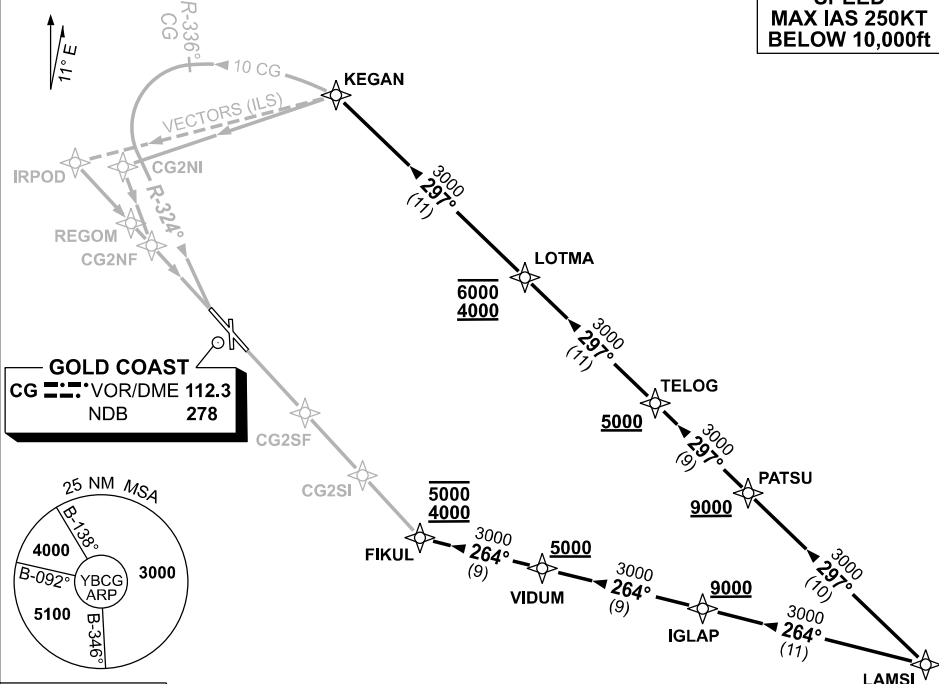 SPEED
MAX IAS 250KT
BELOW 10,000ft
11° E
R-336°
CG
10 CG
KEGAN
VECTORS (ILS)
IRPOD
CG2NI
R-324°
REGOM
CG2NF
3000
297°
(11)
LOTMA
6000
4000
3000
297°
(11)
GOLD COAST
CG VOR/DME 112.3
NDB 278
TELOG
5000
3000
297°
(9)
CG2SF
PATSU
9000
CG2SI
5000
4000
FIKUL
3000
264°
(9)
5000
VIDUM
3000
264°
(9)
9000
IGLAP
3000
297°
(10)
3000
264°
(11)
LAMSI
25 NM MSA
B-138°
4000
B-092°
YBCG
ARP
3000
5100
B-346°